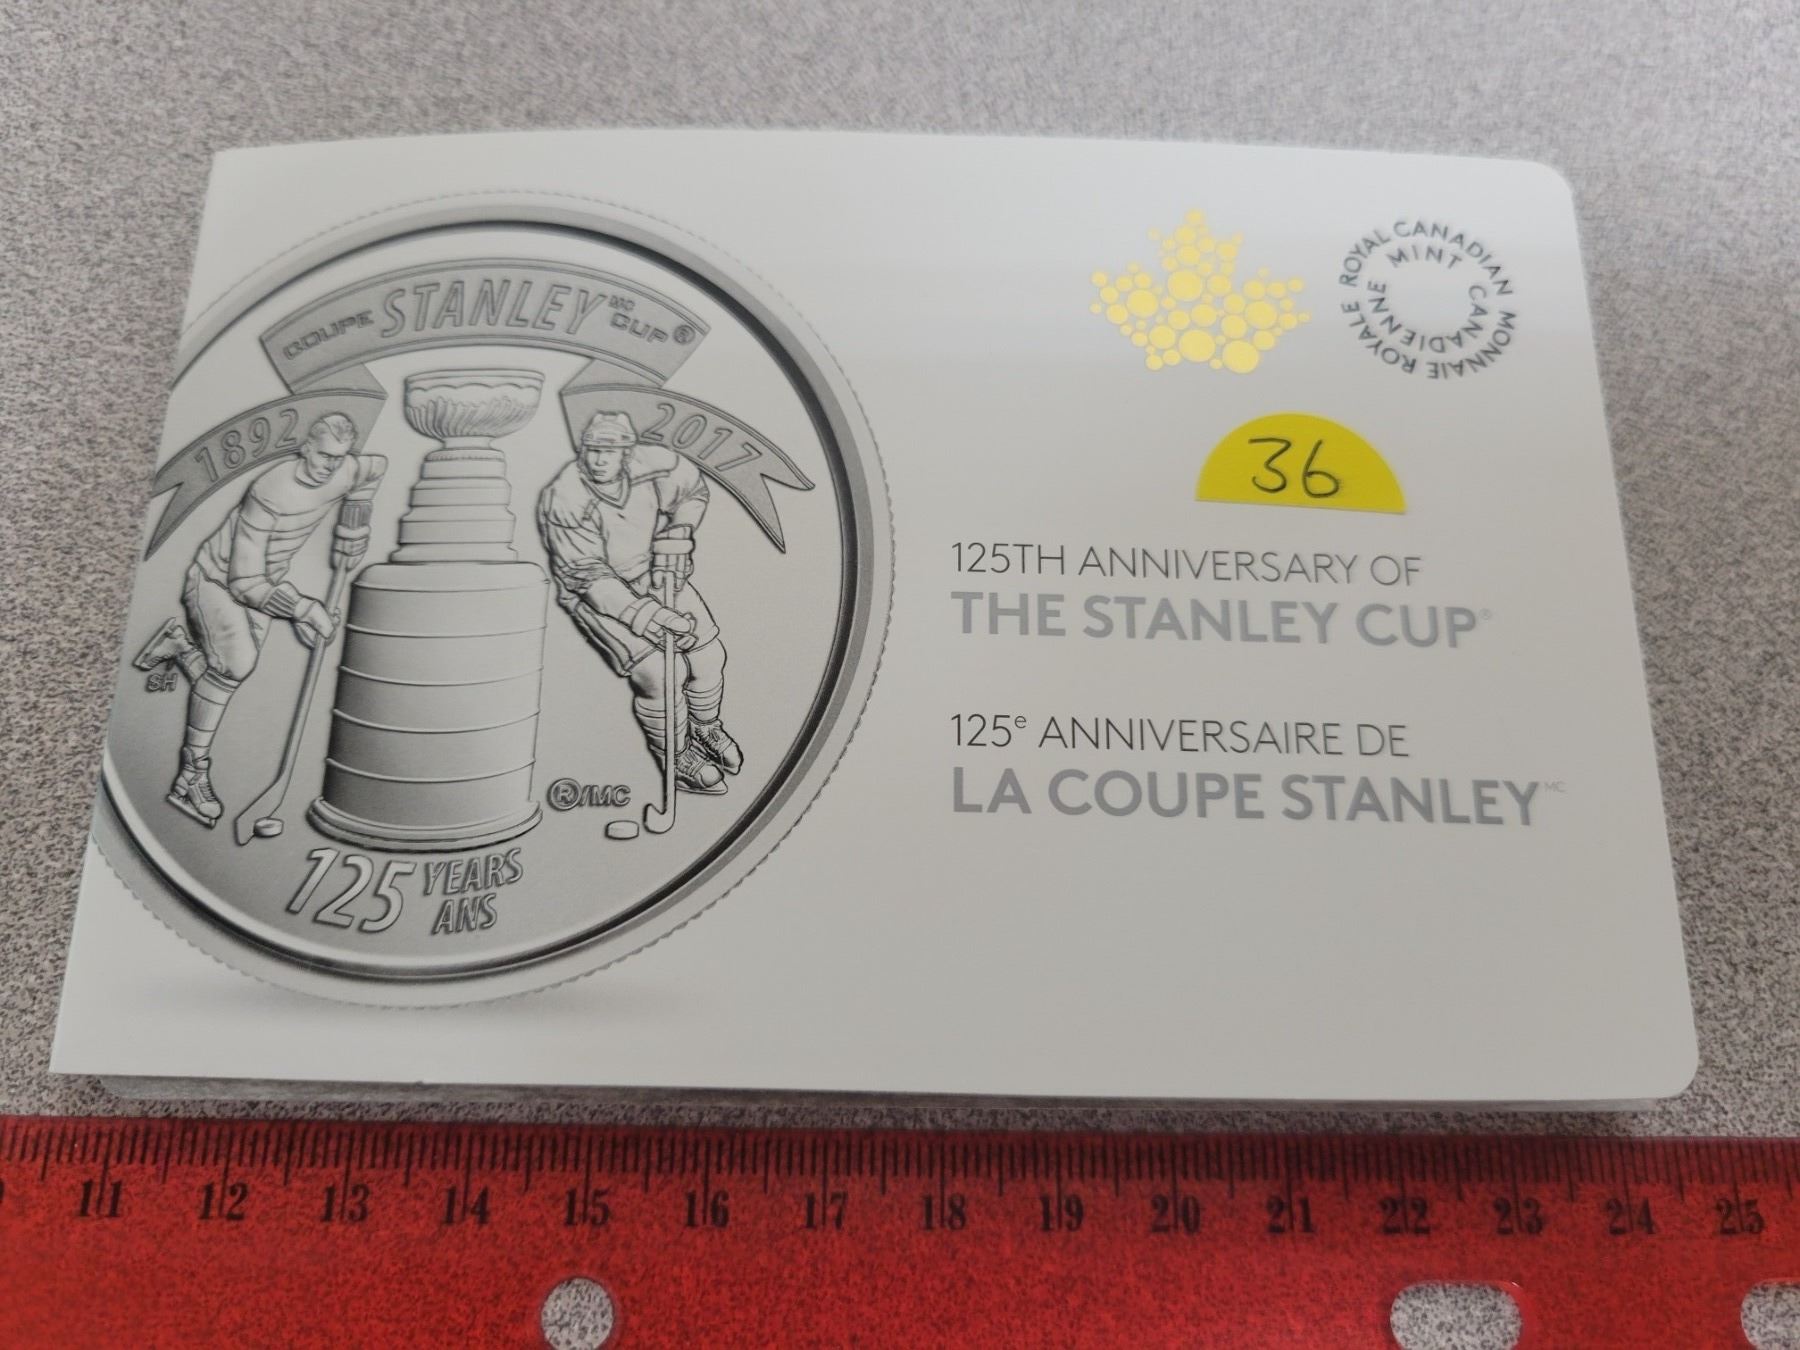 COUPE STANLEY MC CUP®
1892
2017
SH
®/MC
125 YEARS
ANS
ROYAL CANADIAN MINT
MONNAIE ROYALE CANADIENNE
36
125TH ANNIVERSARY OF
THE STANLEY CUP®
125e ANNIVERSAIRE DE
LA COUPE STANLEY MC
11 12 13 14 15 16 17 18 19 20 21 22 23 24 25